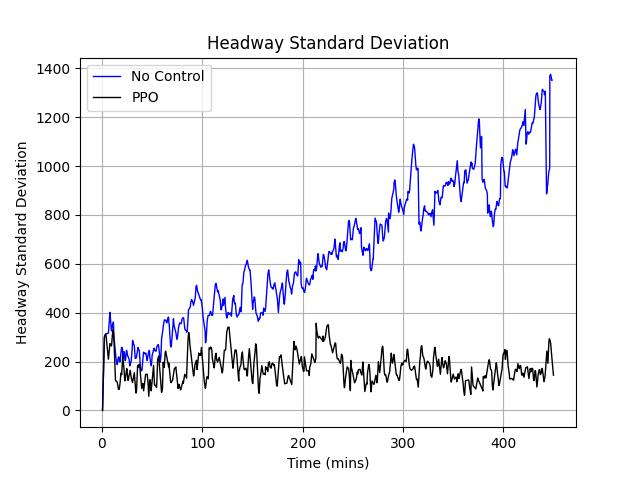 Headway Standard Deviation
No Control
PPO
Headway Standard Deviation
1400
1200
1000
800
600
400
200
0
0 100 200 300 400
Time (mins)